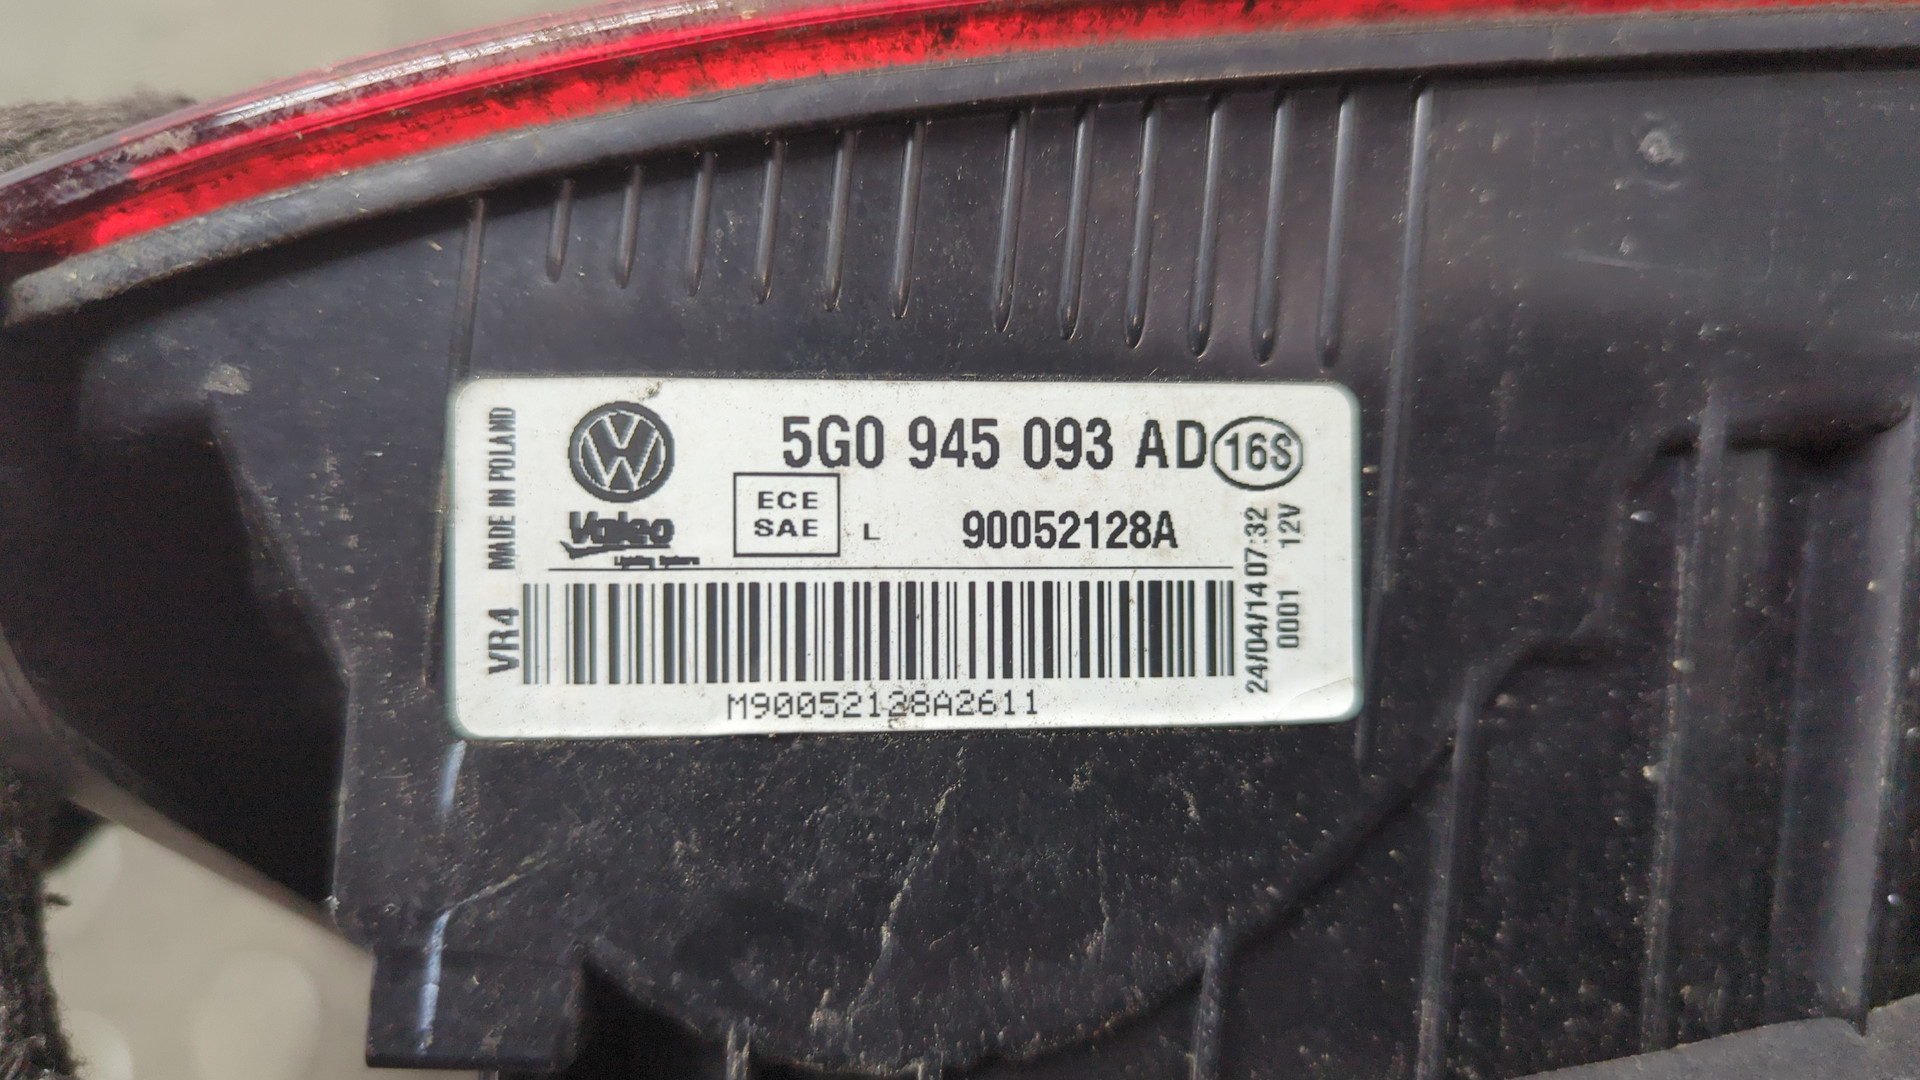 MADE IN POLAND
5G0 945 093 AD 16S
Valeo
ECE
SAE
L
90052128A
VR4
24/04/14 07:32
0001 12V
M90052128A2611